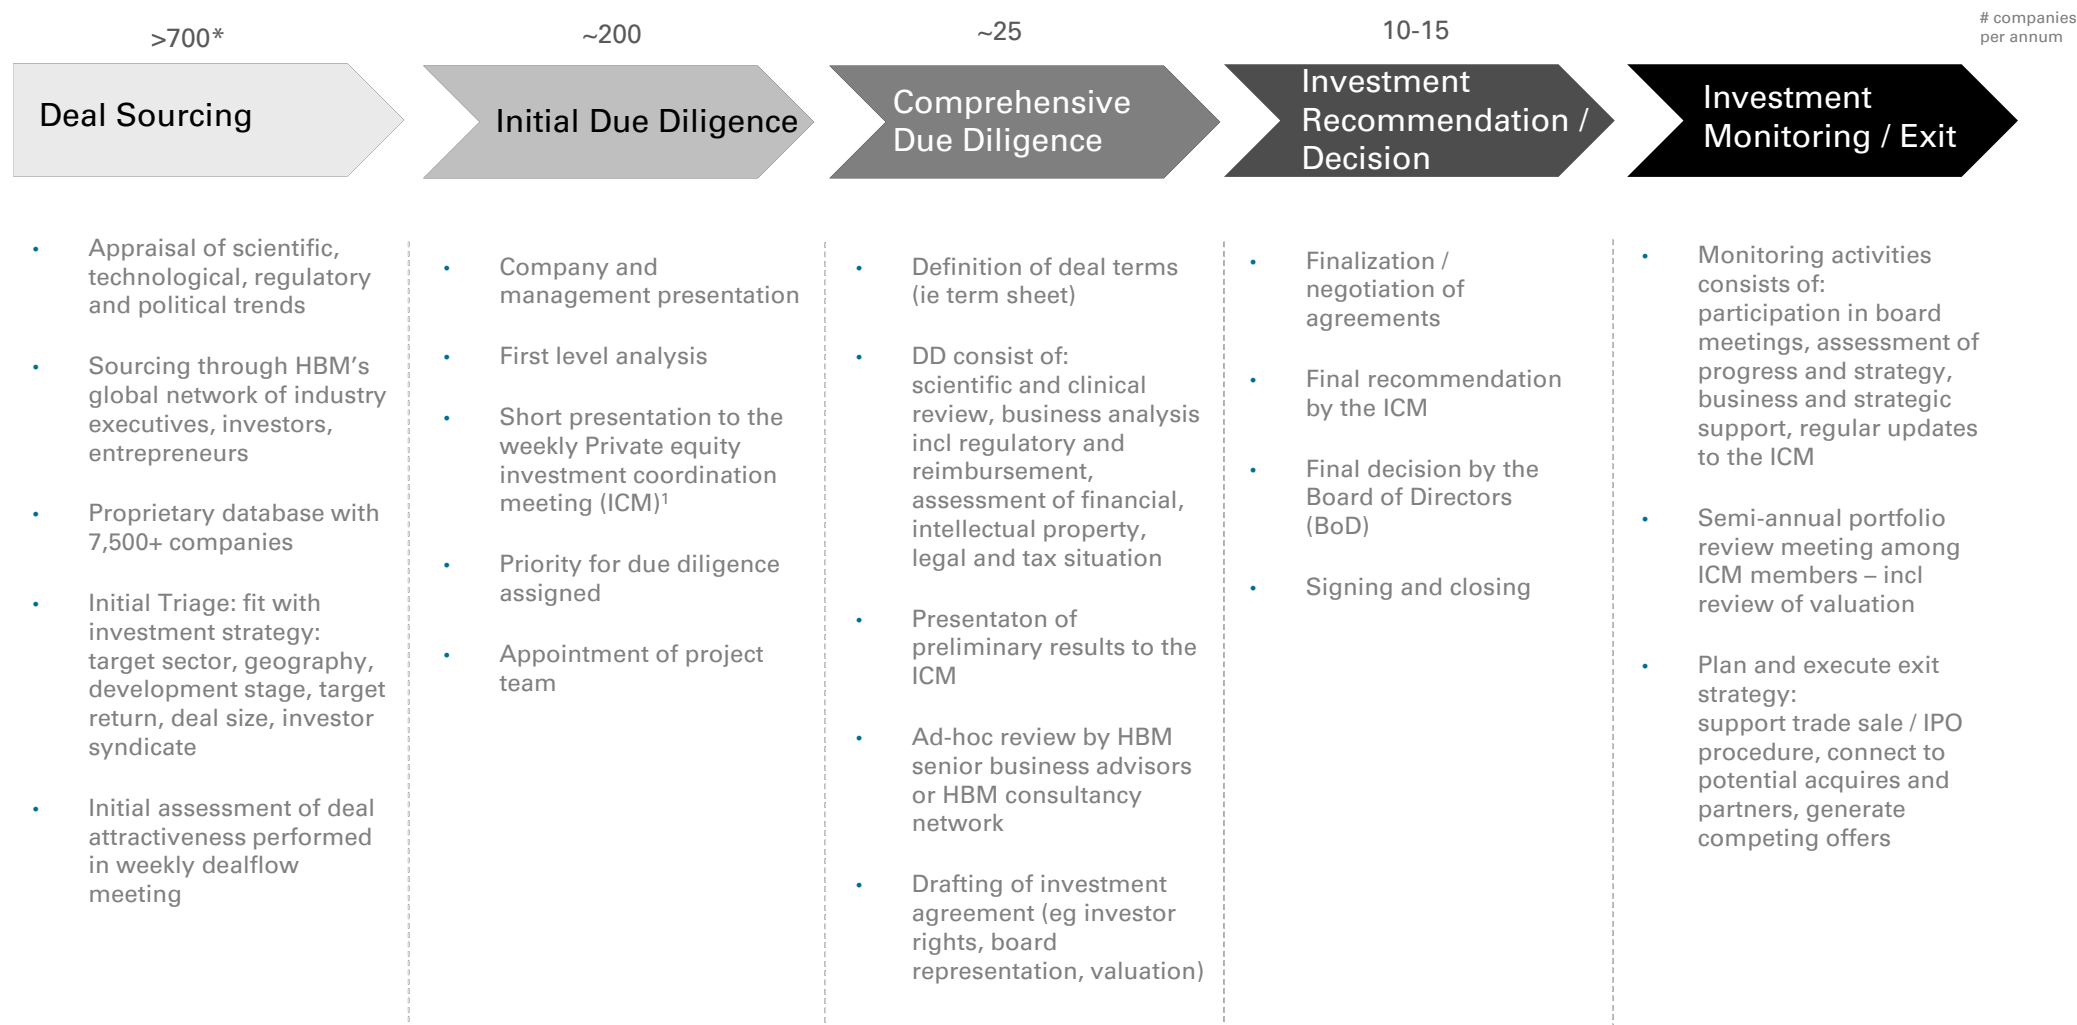 >700*
~200
~25
10-15
# companies
per annum
Deal Sourcing
Initial Due Diligence
Comprehensive
Due Diligence
Investment
Recommendation /
Decision
Investment
Monitoring / Exit
• Appraisal of scientific,
technological, regulatory
and political trends
• Sourcing through HBM’s
global network of industry
executives, investors,
entrepreneurs
• Proprietary database with
7,500+ companies
• Initial Triage: fit with
investment strategy:
target sector, geography,
development stage, target
return, deal size, investor
syndicate
• Initial assessment of deal
attractiveness performed
in weekly dealflow
meeting
• Company and
management presentation
• First level analysis
• Short presentation to the
weekly Private equity
investment coordination
meeting (ICM)¹
• Priority for due diligence
assigned
• Appointment of project
team
• Definition of deal terms
(ie term sheet)
• DD consist of:
scientific and clinical
review, business analysis
incl regulatory and
reimbursement,
assessment of financial,
intellectual property,
legal and tax situation
• Presentaton of
preliminary results to the
ICM
• Ad-hoc review by HBM
senior business advisors
or HBM consultancy
network
• Drafting of investment
agreement (eg investor
rights, board
representation, valuation)
• Finalization /
negotiation of
agreements
• Final recommendation
by the ICM
• Final decision by the
Board of Directors
(BoD)
• Signing and closing
• Monitoring activities
consists of:
participation in board
meetings, assessment of
progress and strategy,
business and strategic
support, regular updates
to the ICM
• Semi-annual portfolio
review meeting among
ICM members – incl
review of valuation
• Plan and execute exit
strategy:
support trade sale / IPO
procedure, connect to
potential acquires and
partners, generate
competing offers